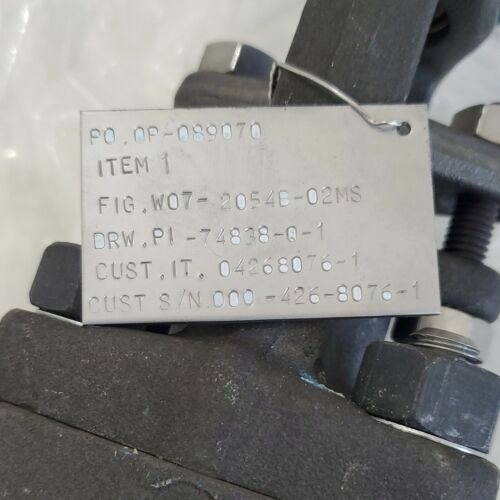 PO.OP-089070
ITEM 1
FIG.W07-2054B-02MS
DRW.PI-74838-Q-1
CUST.IT. 04268076-1
CUST S/N.000-426-8076-1